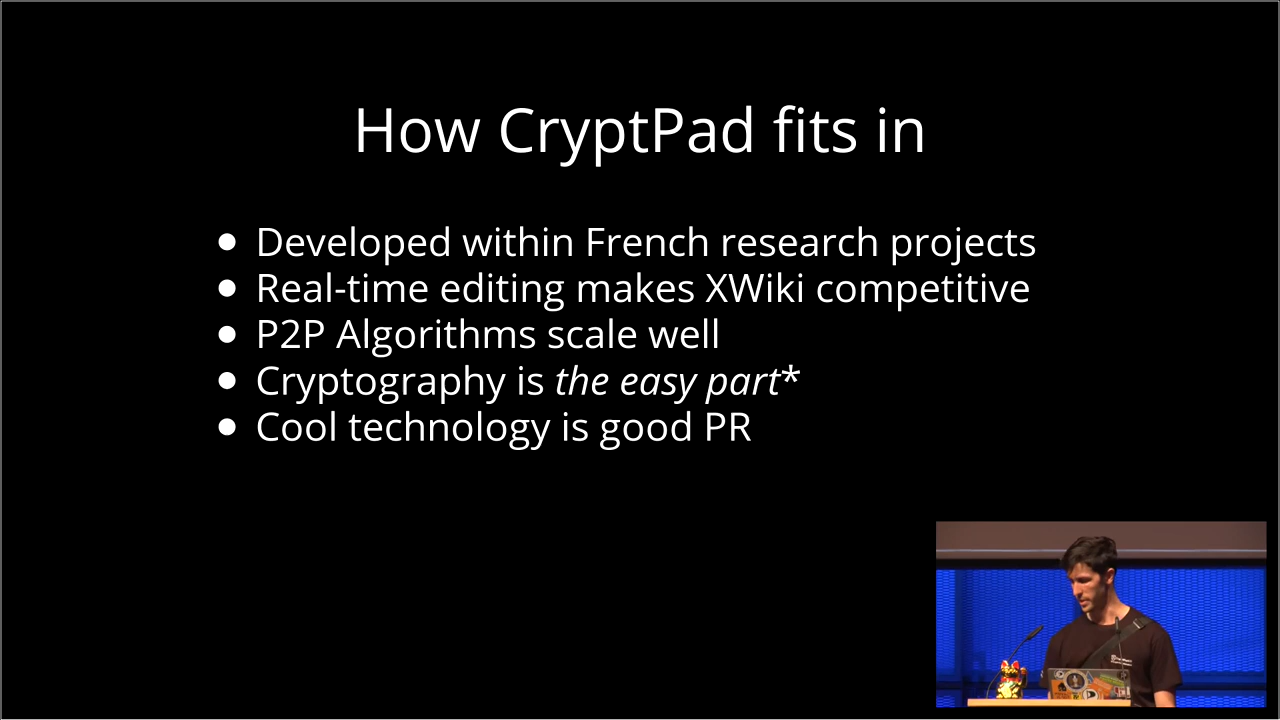 How CryptPad fits in
• Developed within French research projects
• Real-time editing makes XWiki competitive
• P2P Algorithms scale well
• Cryptography is the easy part*
• Cool technology is good PR